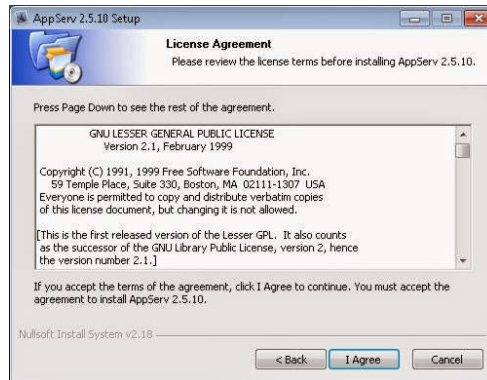 AppServ 2.5.10 Setup
License Agreement
Please review the license terms before installing AppServ 2.5.10.
Press Page Down to see the rest of the agreement.
GNU LESSER GENERAL PUBLIC LICENSE
Version 2.1, February 1999
Copyright (C) 1991, 1999 Free Software Foundation, Inc.
59 Temple Place, Suite 330, Boston, MA 02111-1307 USA
Everyone is permitted to copy and distribute verbatim copies
of this license document, but changing it is not allowed.
[This is the first released version of the Lesser GPL. It also counts
as the successor of the GNU Library Public License, version 2, hence
the version number 2.1.]
If you accept the terms of the agreement, click I Agree to continue. You must accept the
agreement to install AppServ 2.5.10.
Nullsoft Install System v2.18
< Back
I Agree
Cancel